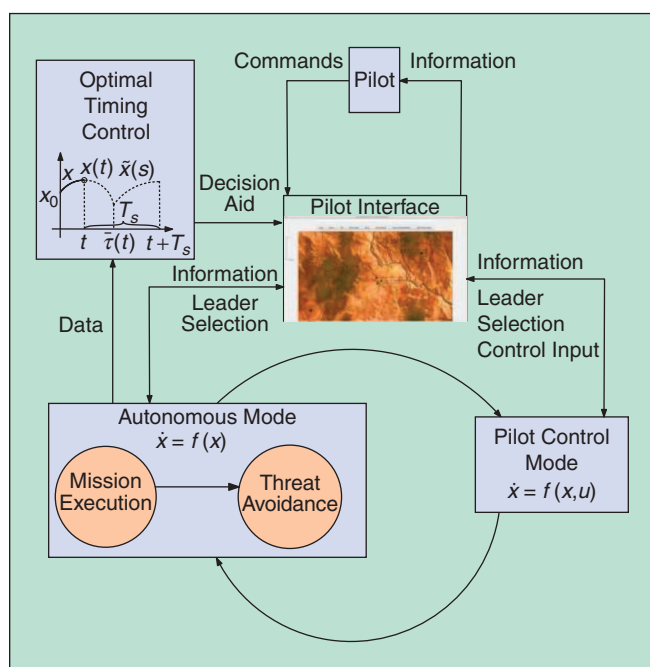 Commands
Information
Pilot
Optimal
Timing
Control
x
x(t)
x̃(s)
x₀
Tₛ
t
τ̄(t)
t+Tₛ
Decision
Aid
Pilot Interface
Information
Leader
Selection
Information
Leader
Selection
Control Input
Data
Autonomous Mode
ẋ = f(x)
Mission
Execution
Threat
Avoidance
Pilot Control
Mode
ẋ = f(x,u)